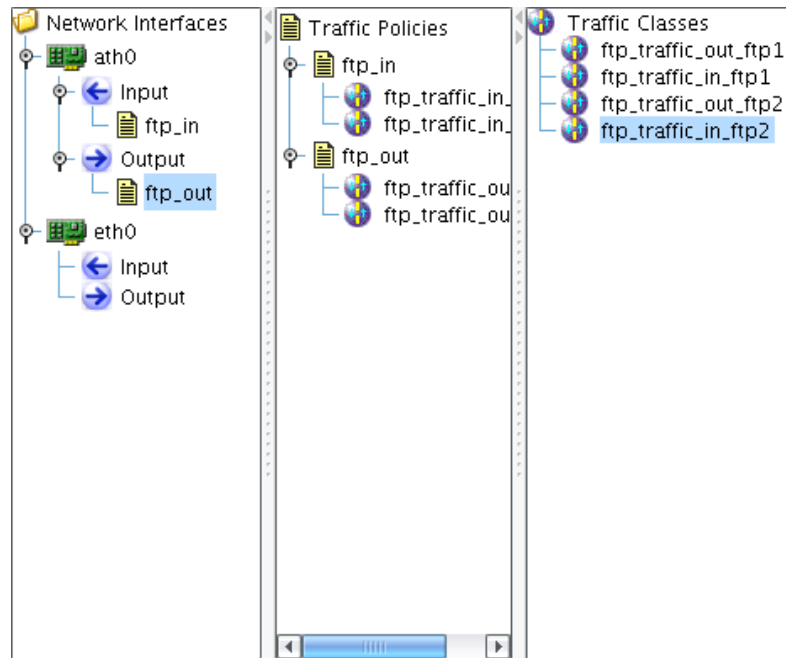 Network Interfaces
ath0
Input
ftp_in
Output
ftp_out
eth0
Input
Output
Traffic Policies
ftp_in
ftp_traffic_in_
ftp_traffic_in_
ftp_out
ftp_traffic_ou
ftp_traffic_ou
Traffic Classes
ftp_traffic_out_ftp1
ftp_traffic_in_ftp1
ftp_traffic_out_ftp2
ftp_traffic_in_ftp2